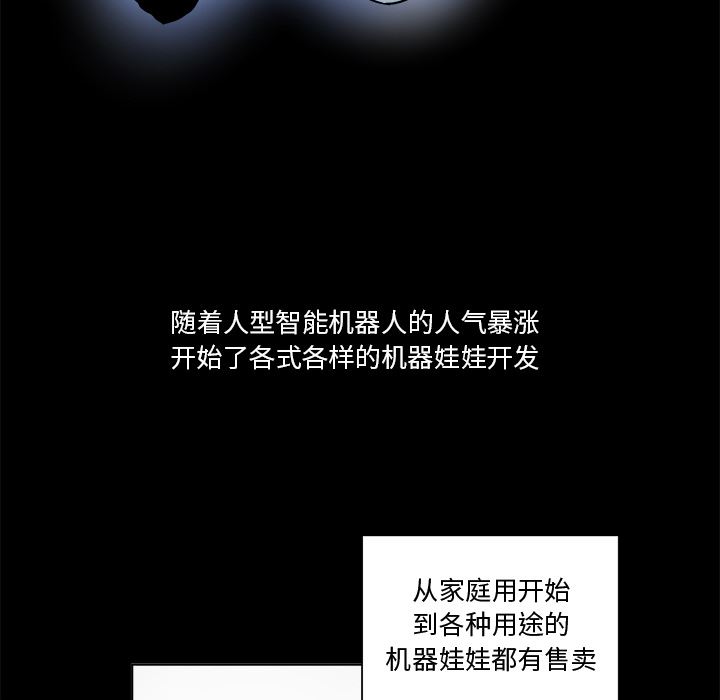 随着人型智能机器人的人气暴涨
开始了各式各样的机器娃娃开发
从家庭用开始
到各种用途的
机器娃娃都有售卖